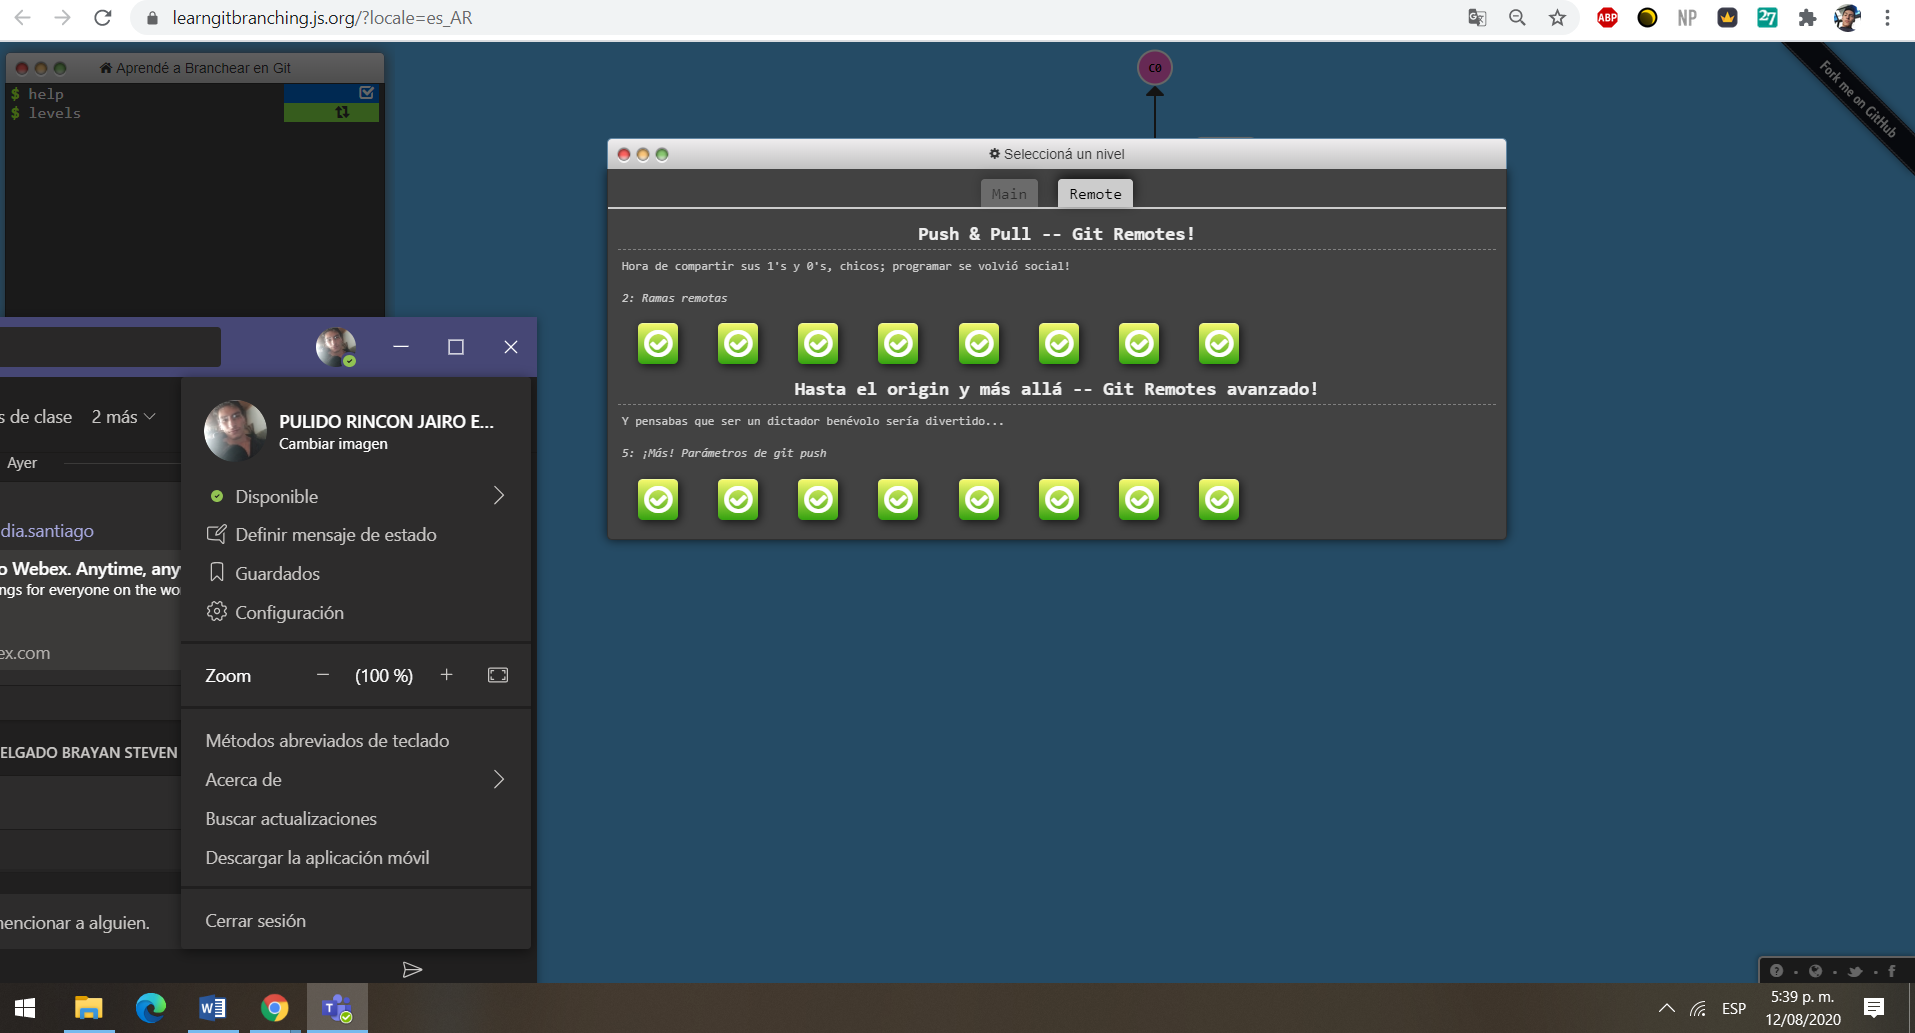 learngitbranching.js.org/?locale=es_AR
ABP
NP
27
Aprendé a Branchear en Git
$ help
$ levels
C0
Fork me on GitHub
Seleccioná un nivel
Main
Remote
Push & Pull -- Git Remotes!
Hora de compartir sus 1's y 0's, chicos; programar se volvió social!
2: Ramas remotas
Hasta el origin y más allá -- Git Remotes avanzado!
Y pensabas que ser un dictador benévolo sería divertido...
5: ¡Más! Parámetros de git push
s de clase
2 más
Ayer
dia.santiago
o Webex. Anytime, any
ngs for everyone on the wo
ex.com
ELGADO BRAYAN STEVEN
mencionar a alguien.
PULIDO RINCON JAIRO E...
Cambiar imagen
Disponible
Definir mensaje de estado
Guardados
Configuración
Zoom
(100 %)
Métodos abreviados de teclado
Acerca de
Buscar actualizaciones
Descargar la aplicación móvil
Cerrar sesión
ESP
5:39 p. m.
12/08/2020